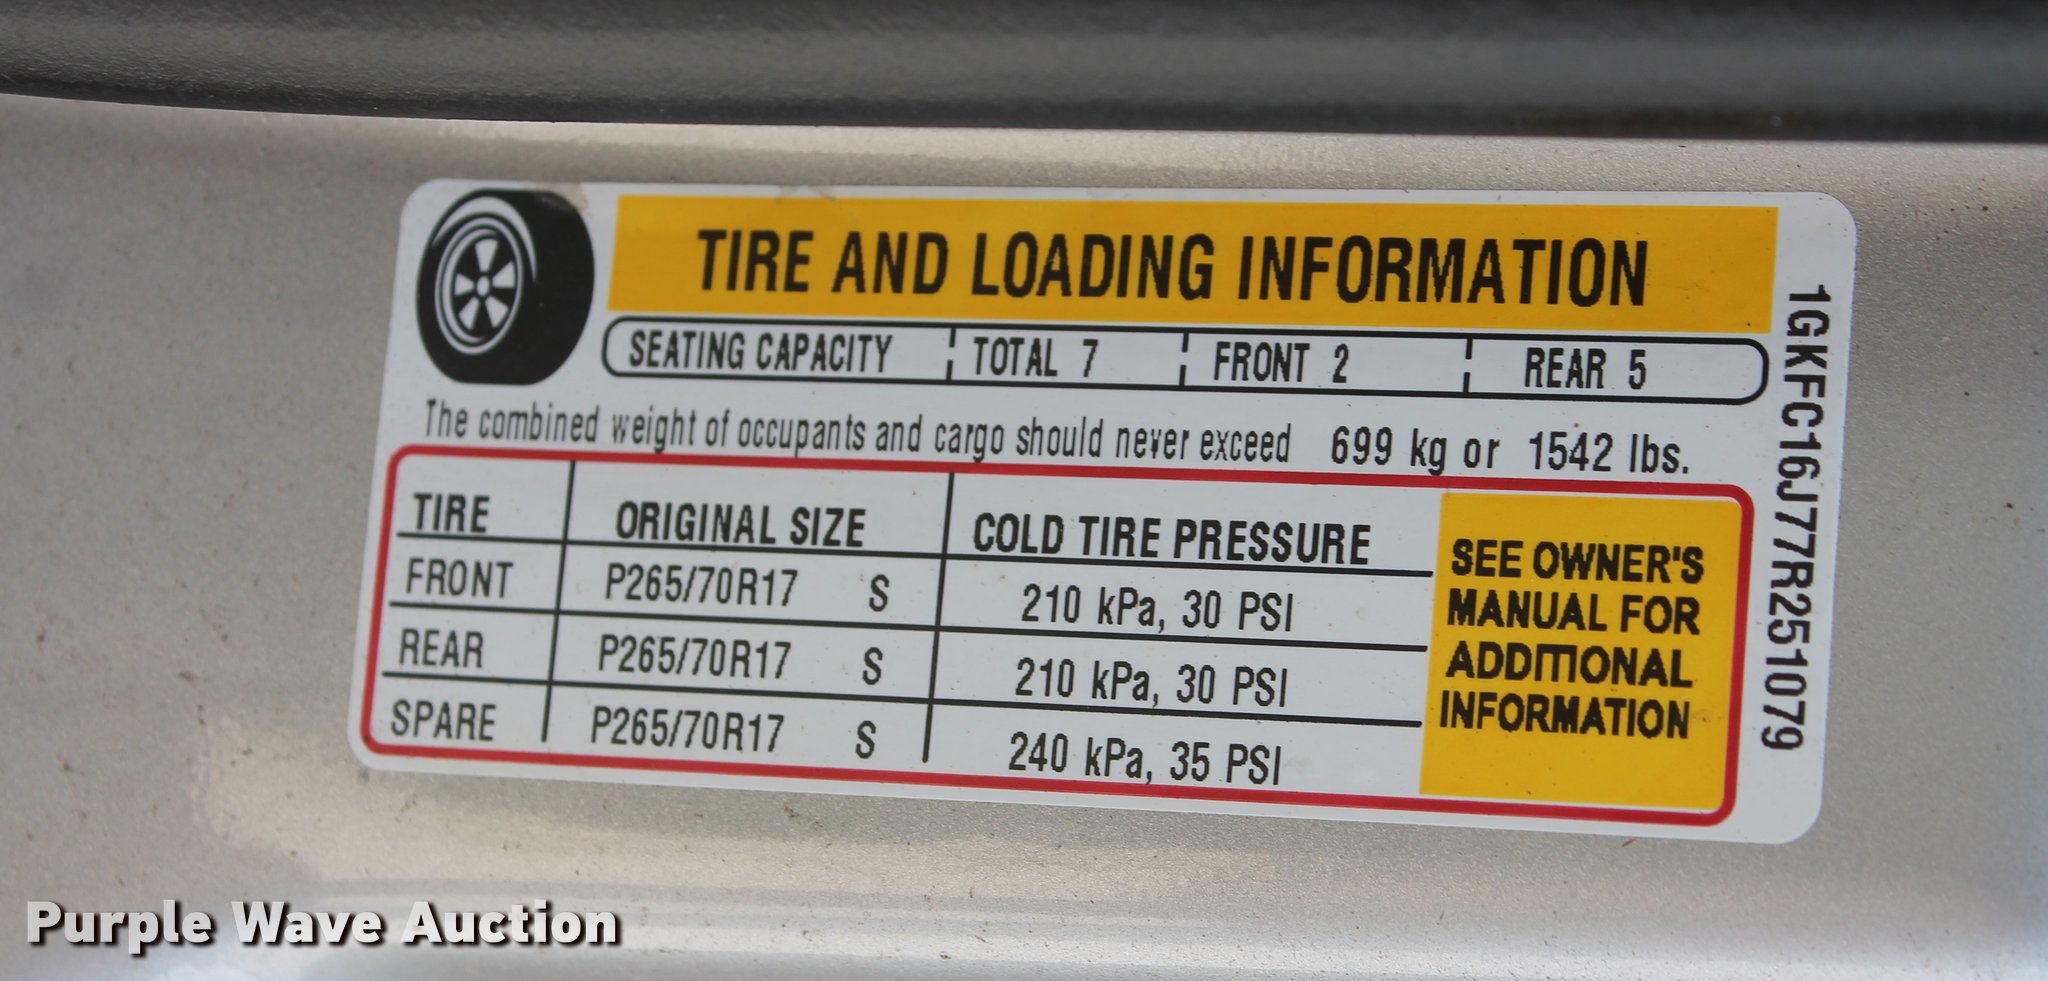 TIRE AND LOADING INFORMATION
SEATING CAPACITY TOTAL 7 FRONT 2 REAR 5
The combined weight of occupants and cargo should never exceed 699 kg or 1542 lbs.
TIRE ORIGINAL SIZE COLD TIRE PRESSURE
FRONT P265/70R17 S 210 kPa, 30 PSI
REAR P265/70R17 S 210 kPa, 30 PSI
SPARE P265/70R17 S 240 kPa, 35 PSI
SEE OWNER'S
MANUAL FOR
ADDITIONAL
INFORMATION
1GKFC16J77R251079
Purple Wave Auction